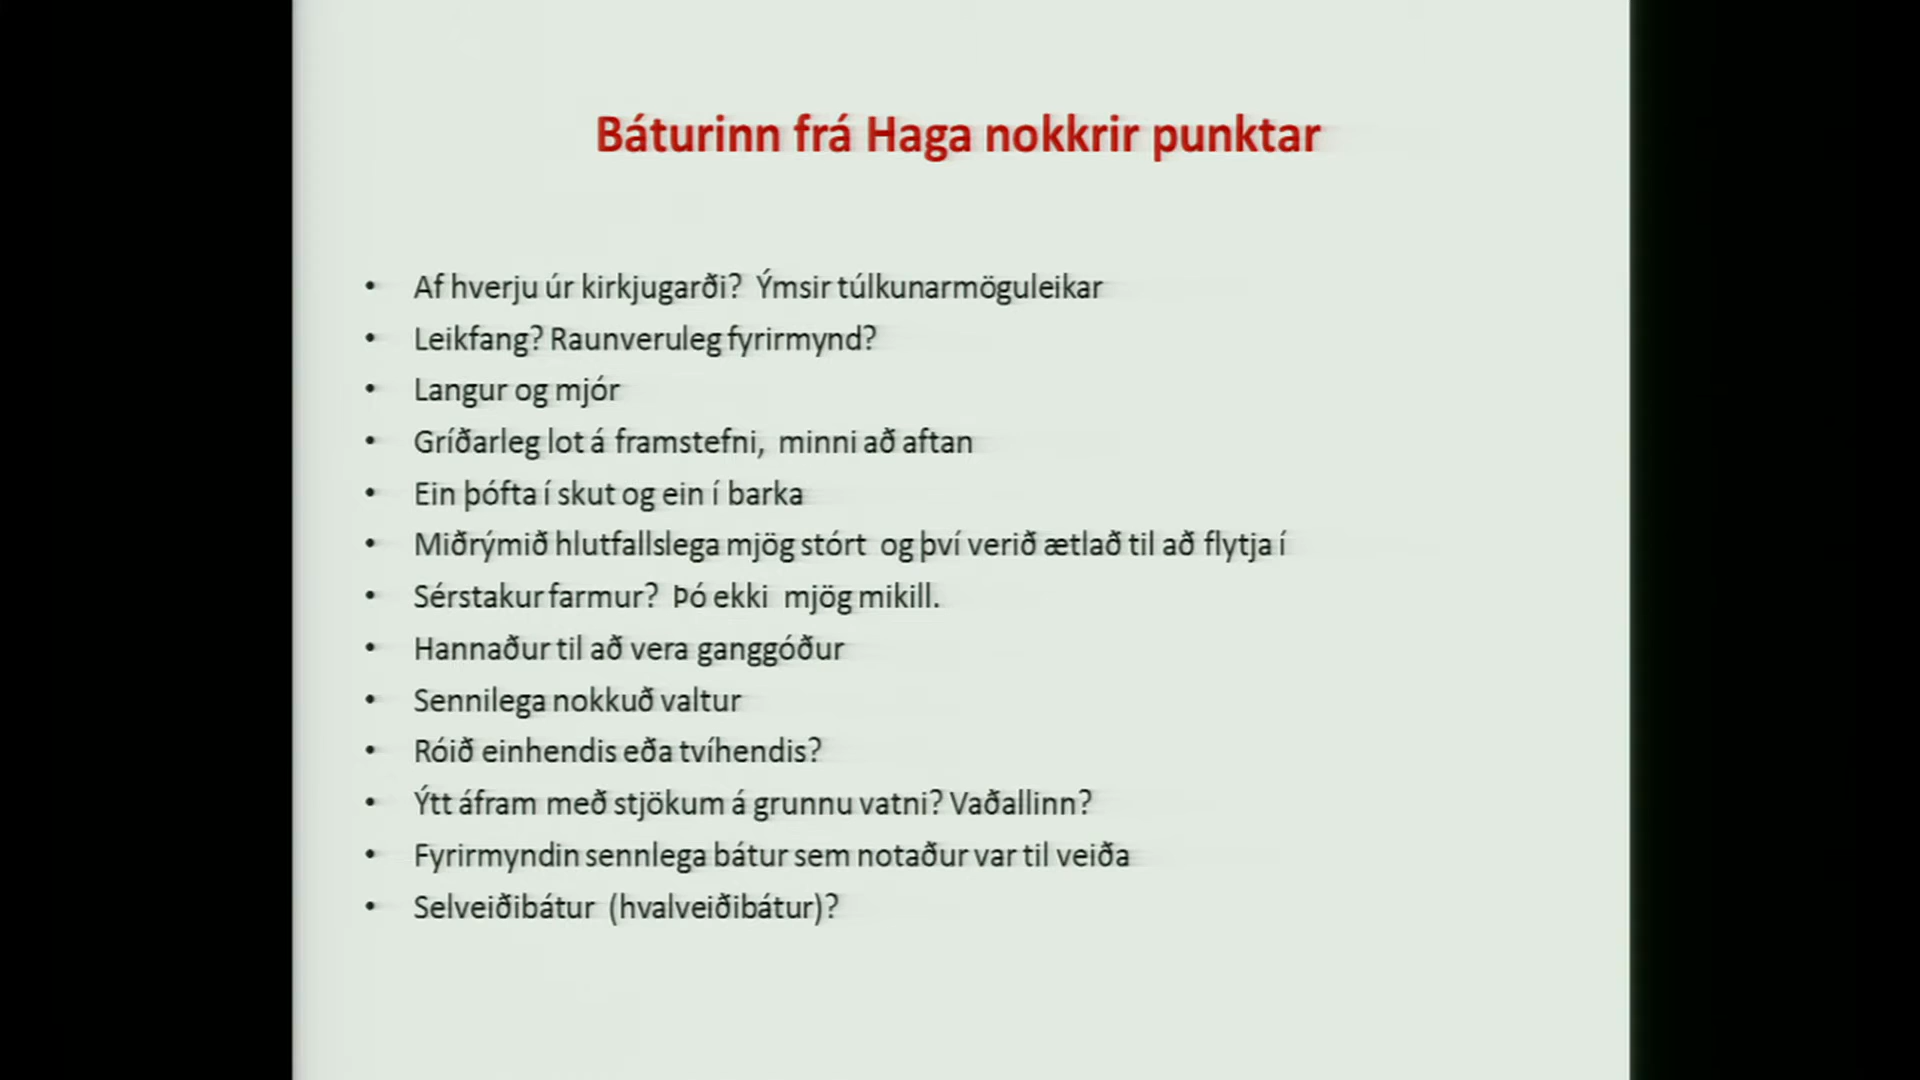 Báturinn frá Haga nokkrir punktar
• Af hverju úr kirkjugarði? Ýmsir túlkunarmöguleikar
• Leikfang? Raunveruleg fyrirmynd?
• Langur og mjór
• Gríðarleg lot á framstefni, minni að aftan
• Ein þófta í skut og ein í barka
• Miðrýmið hlutfallslega mjög stórt og því verið ætlað til að flytja í
• Sérstakur farmur? Þó ekki mjög mikill.
• Hannaður til að vera ganggóður
• Sennilega nokkuð valtur
• Róið einhendis eða tvíhendis?
• Ýtt áfram með stjökum á grunnu vatni? Vaðallinn?
• Fyrirmyndin sennlega bátur sem notaður var til veiða
• Selveiðibátur (hvalveiðibátur)?